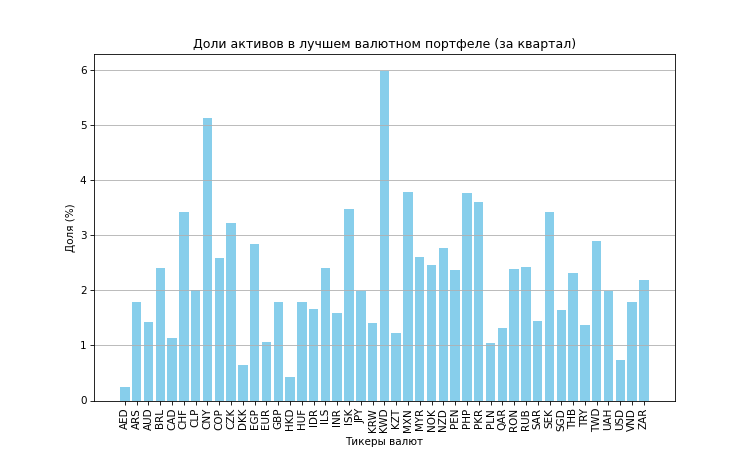 Доли активов в лучшем валютном портфеле (за квартал)
Доля (%)
6
5
4
3
2
1
0
AED ARS AUD BRL CAD CHF CLP CNY COP CZK DKK EGP EUR GBP HKD HUF IDR ILS INR ISK JPY KRW KWD KZT MXN MYR NOK NZD PEN PHP PKR PLN QAR RON RUB SAR SEK SGD THB TRY TWD UAH USD VND ZAR
Тикеры валют